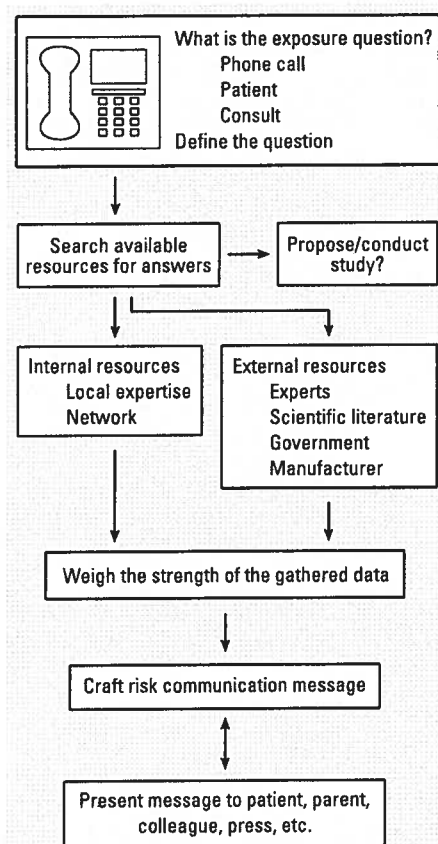 What is the exposure question?
Phone call
Patient
Consult
Define the question
Search available
resources for answers
Propose/conduct
study?
Internal resources
Local expertise
Network
External resources
Experts
Scientific literature
Government
Manufacturer
Weigh the strength of the gathered data
Craft risk communication message
Present message to patient, parent,
colleague, press, etc.